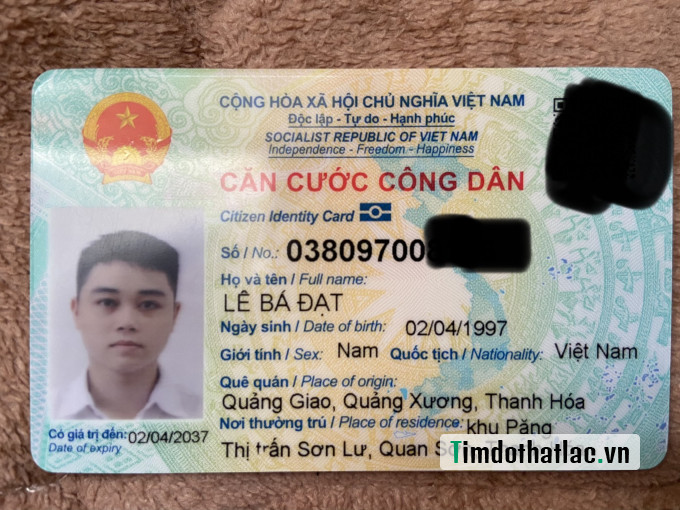 CỘNG HÒA XÃ HỘI CHỦ NGHĨA VIỆT NAM
Độc lập - Tự do - Hạnh phúc
SOCIALIST REPUBLIC OF VIET NAM
Independence - Freedom - Happiness
CĂN CƯỚC CÔNG DÂN
Citizen Identity Card
Số / No.: 03809700
Họ và tên / Full name:
LÊ BÁ ĐẠT
Ngày sinh / Date of birth: 02/04/1997
Giới tính / Sex: Nam Quốc tịch / Nationality: Việt Nam
Quê quán / Place of origin:
Quảng Giao, Quảng Xương, Thanh Hóa
Nơi thường trú / Place of residence: khu Păng
Thị trấn Sơn Lư, Quan
Có giá trị đến: 02/04/2037
Date of expiry
Timdothatlac.vn